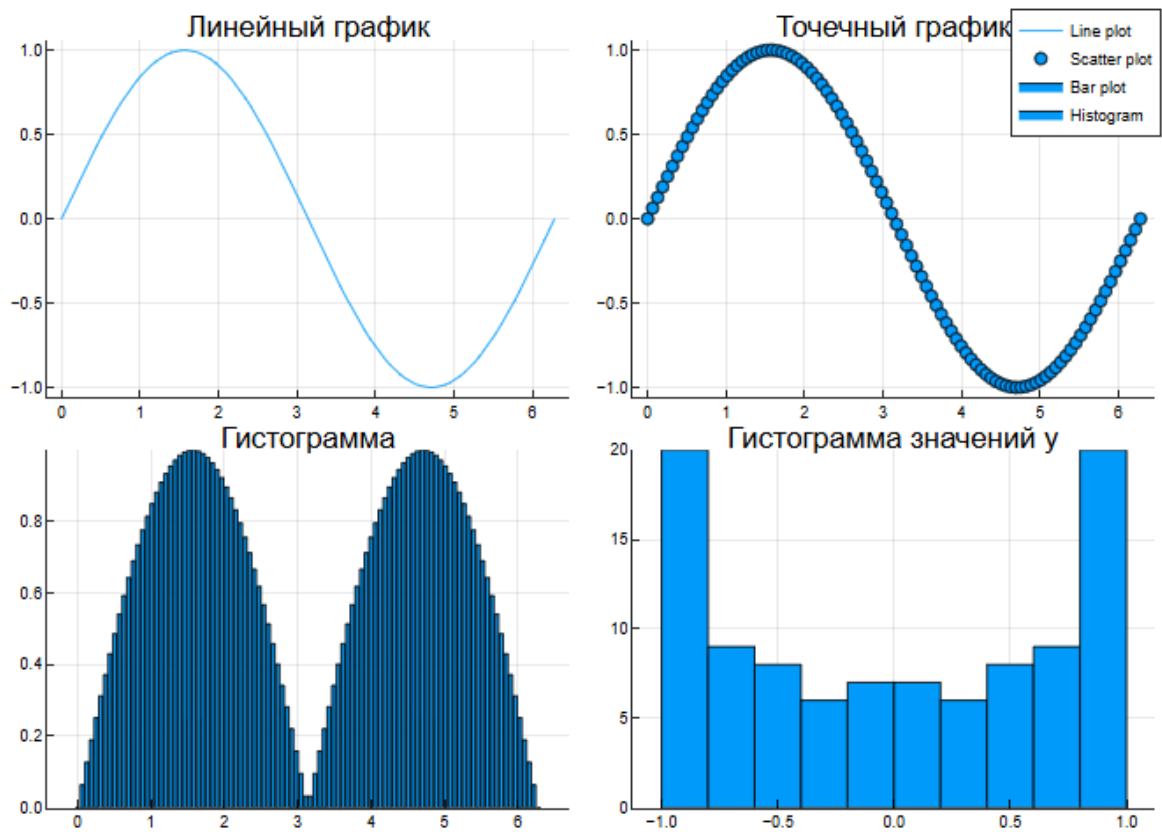 Линейный график
1.0
0.5
0.0
−0.5
−1.0
0 1 2 3 4 5 6
Точечный график
Line plot
Scatter plot
Bar plot
Histogram
1.0
0.5
0.0
−0.5
−1.0
0 1 2 3 4 5 6
Гистограмма
0.8
0.6
0.4
0.2
0.0
0 1 2 3 4 5 6
Гистограмма значений y
20
15
10
5
0
−1.0 −0.5 0.0 0.5 1.0